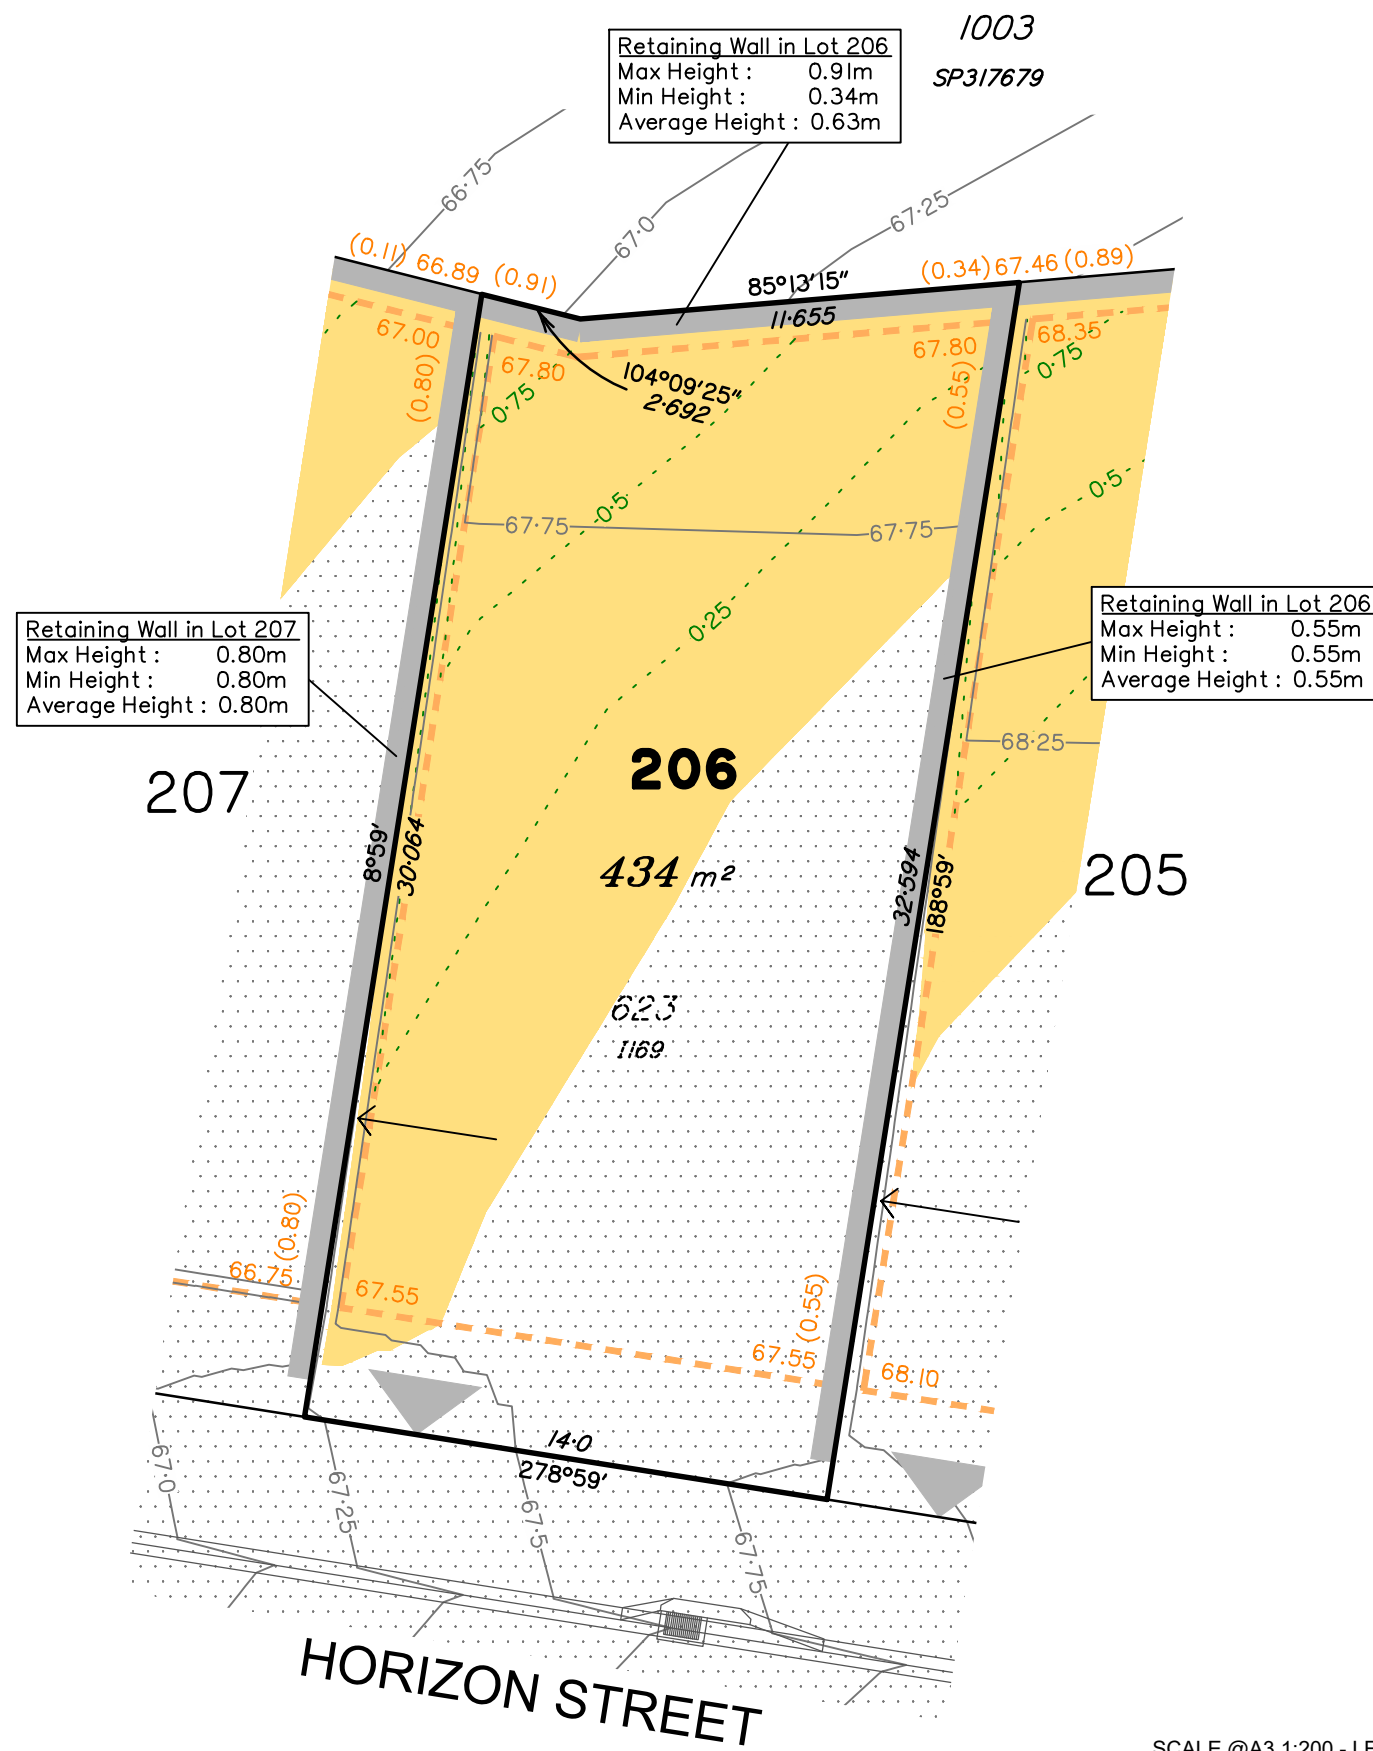 1003
SP317679
Retaining Wall in Lot 206
Max Height : 0.91m
Min Height : 0.34m
Average Height : 0.63m
66·75
67·0
67·25
(0.11) 66.89 (0.91)
(0.34) 67.46 (0.89)
85°13'15"
11·655
67.00
(0.80)
67.80
0·75
104°09'25"
2·692
67.80
(0.55)
68.35
0·75
0·5
0·5
67·75
67·75
0·25
Retaining Wall in Lot 207
Max Height : 0.80m
Min Height : 0.80m
Average Height : 0.80m
Retaining Wall in Lot 206
Max Height : 0.55m
Min Height : 0.55m
Average Height : 0.55m
68·25
206
207
434 m²
205
8°59'
30·064
32·594
188°59'
623
1169
(0.80)
66.75
67.55
(0.55)
67.55
68.10
14·0
278°59'
67·0
67·25
67·5
67·75
HORIZON STREET
SCALE @A3 1:200 - LE